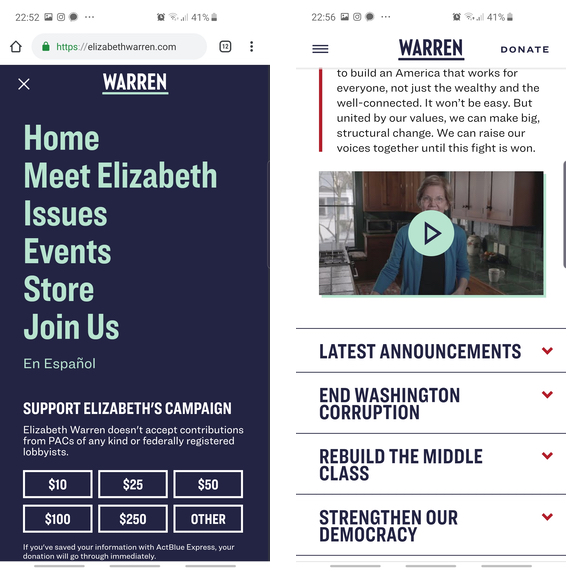 22:52
41%
https://elizabethwarren.com
12
WARREN
Home
Meet Elizabeth
Issues
Events
Store
Join Us
En Español
SUPPORT ELIZABETH'S CAMPAIGN
Elizabeth Warren doesn't accept contributions
from PACs of any kind or federally registered
lobbyists.
$10 $25 $50
$100 $250 OTHER
If you've saved your information with ActBlue Express, your
donation will go through immediately.
22:56
41%
WARREN
DONATE
to build an America that works for
everyone, not just the wealthy and the
well-connected. It won't be easy. But
united by our values, we can make big,
structural change. We can raise our
voices together until this fight is won.
LATEST ANNOUNCEMENTS
END WASHINGTON
CORRUPTION
REBUILD THE MIDDLE
CLASS
STRENGTHEN OUR
DEMOCRACY